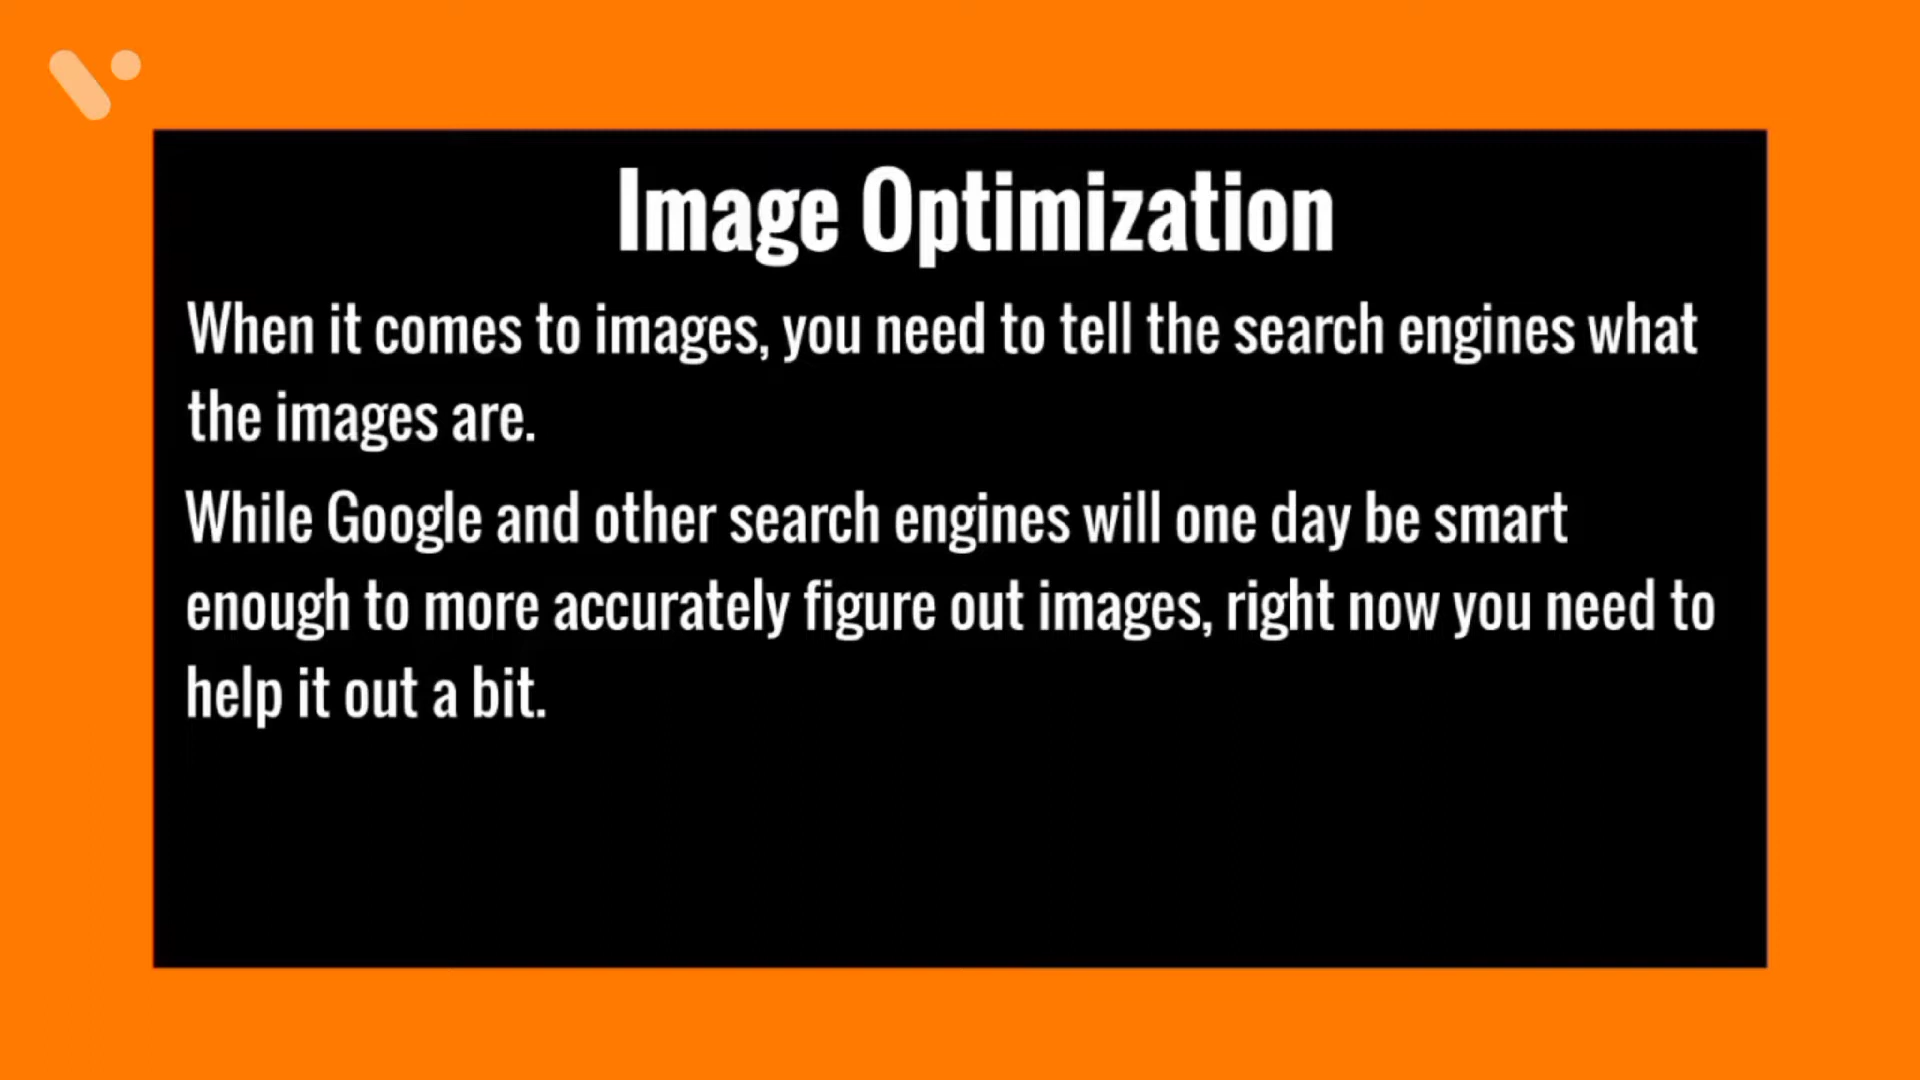 Image Optimization
When it comes to images, you need to tell the search engines what
the images are.
While Google and other search engines will one day be smart
enough to more accurately figure out images, right now you need to
help it out a bit.